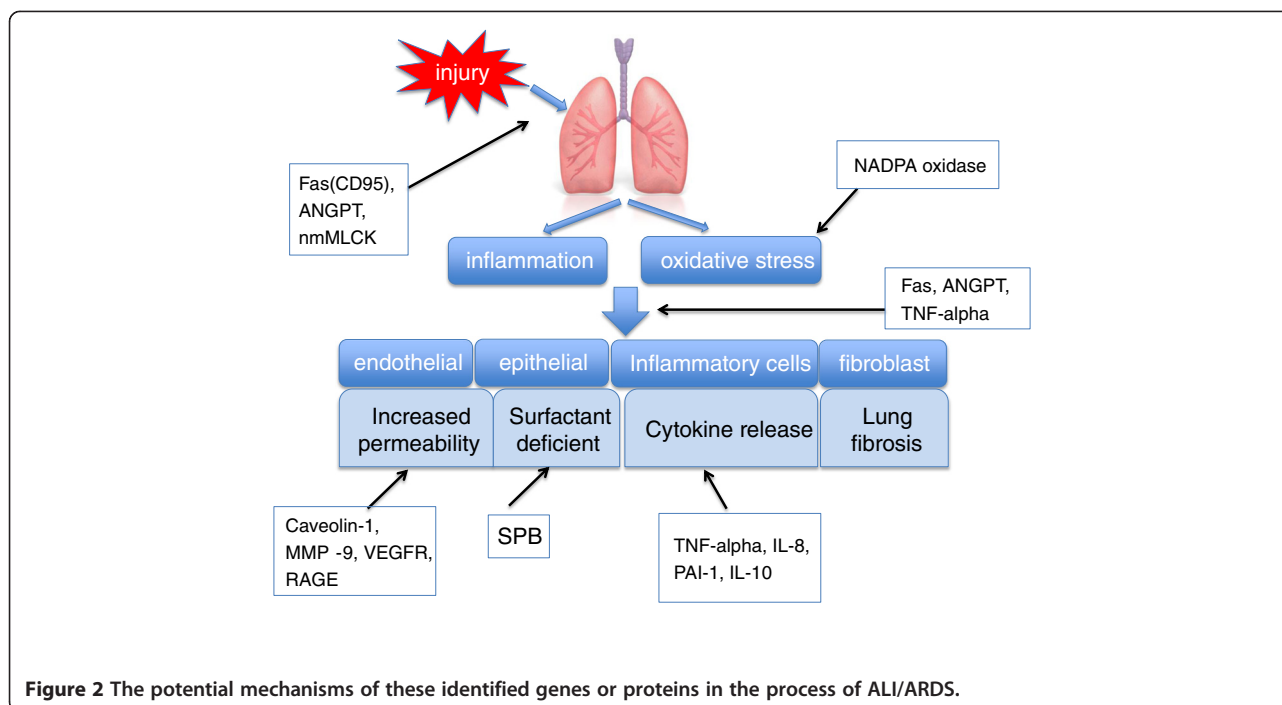 injury
Fas(CD95),
ANGPT,
nmMLCK
NADPA oxidase
inflammation
oxidative stress
Fas, ANGPT,
TNF-alpha
endothelial
epithelial
Inflammatory cells
fibroblast
Increased
permeability
Surfactant
deficient
Cytokine release
Lung
fibrosis
Caveolin-1,
MMP -9, VEGFR,
RAGE
SPB
TNF-alpha, IL-8,
PAI-1, IL-10
Figure 2 The potential mechanisms of these identified genes or proteins in the process of ALI/ARDS.